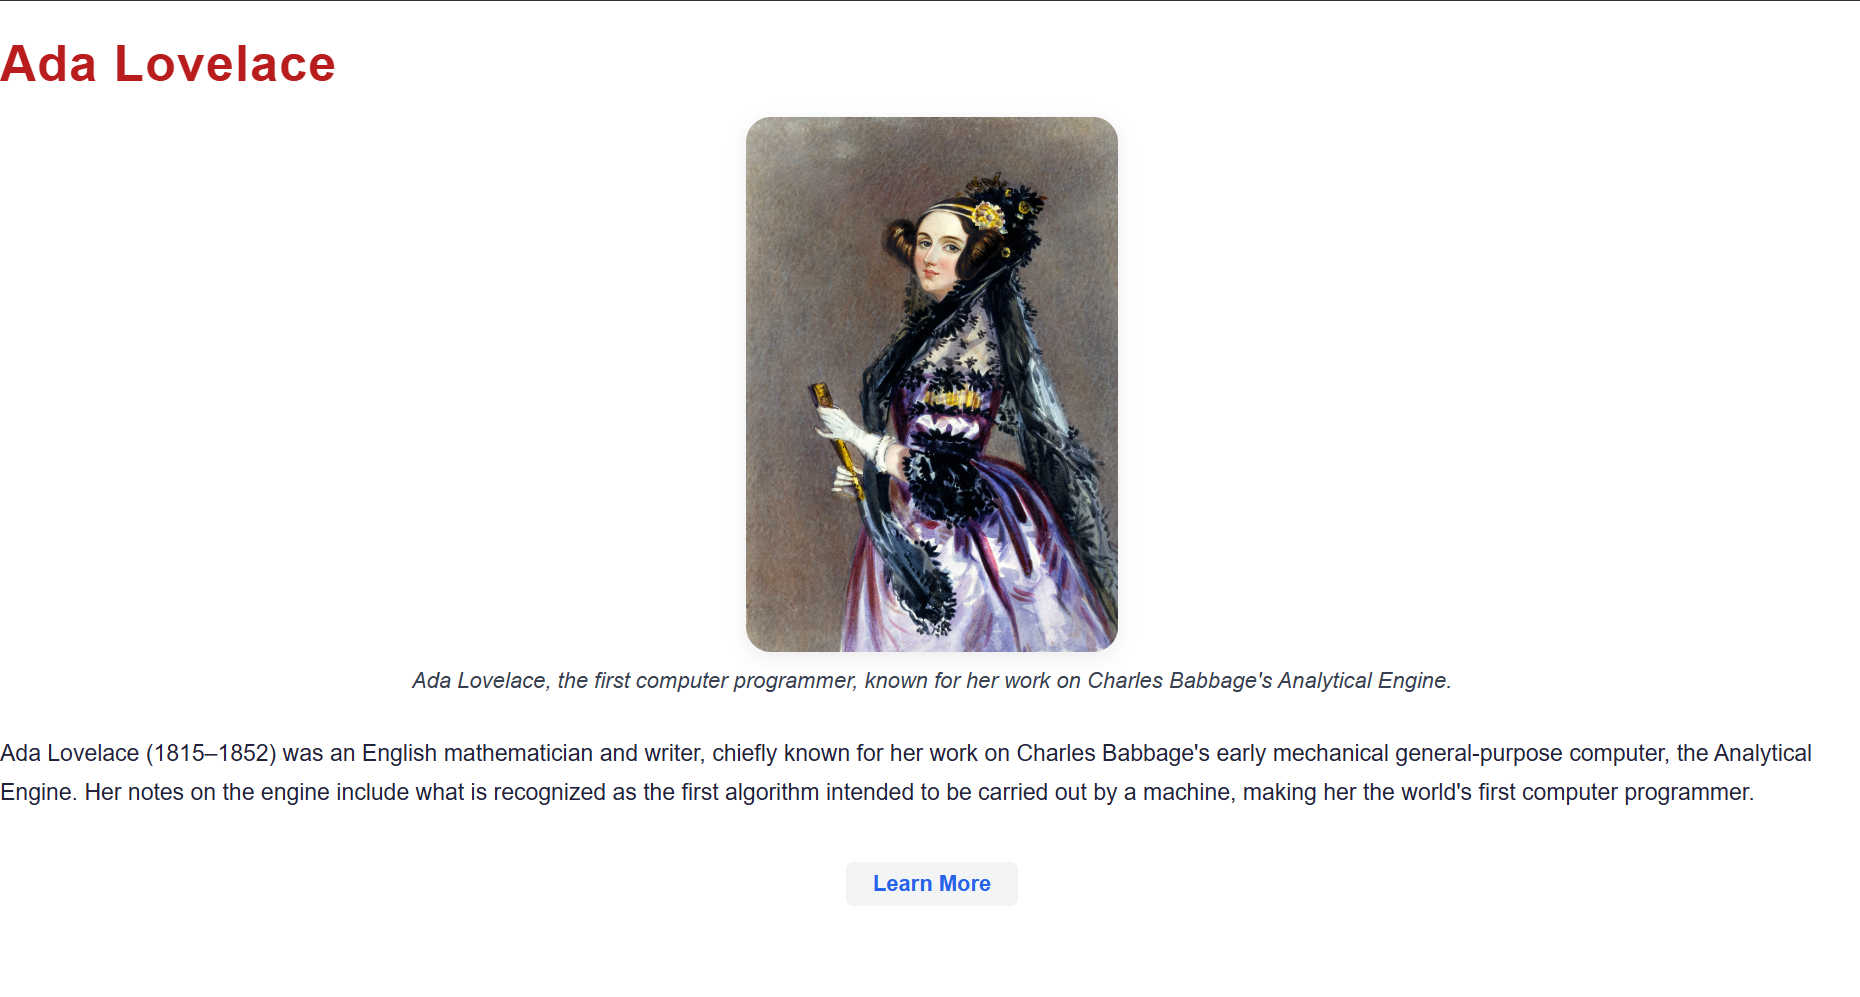 Ada Lovelace
Ada Lovelace, the first computer programmer, known for her work on Charles Babbage's Analytical Engine.
Ada Lovelace (1815–1852) was an English mathematician and writer, chiefly known for her work on Charles Babbage's early mechanical general-purpose computer, the Analytical
Engine. Her notes on the engine include what is recognized as the first algorithm intended to be carried out by a machine, making her the world's first computer programmer.
Learn More